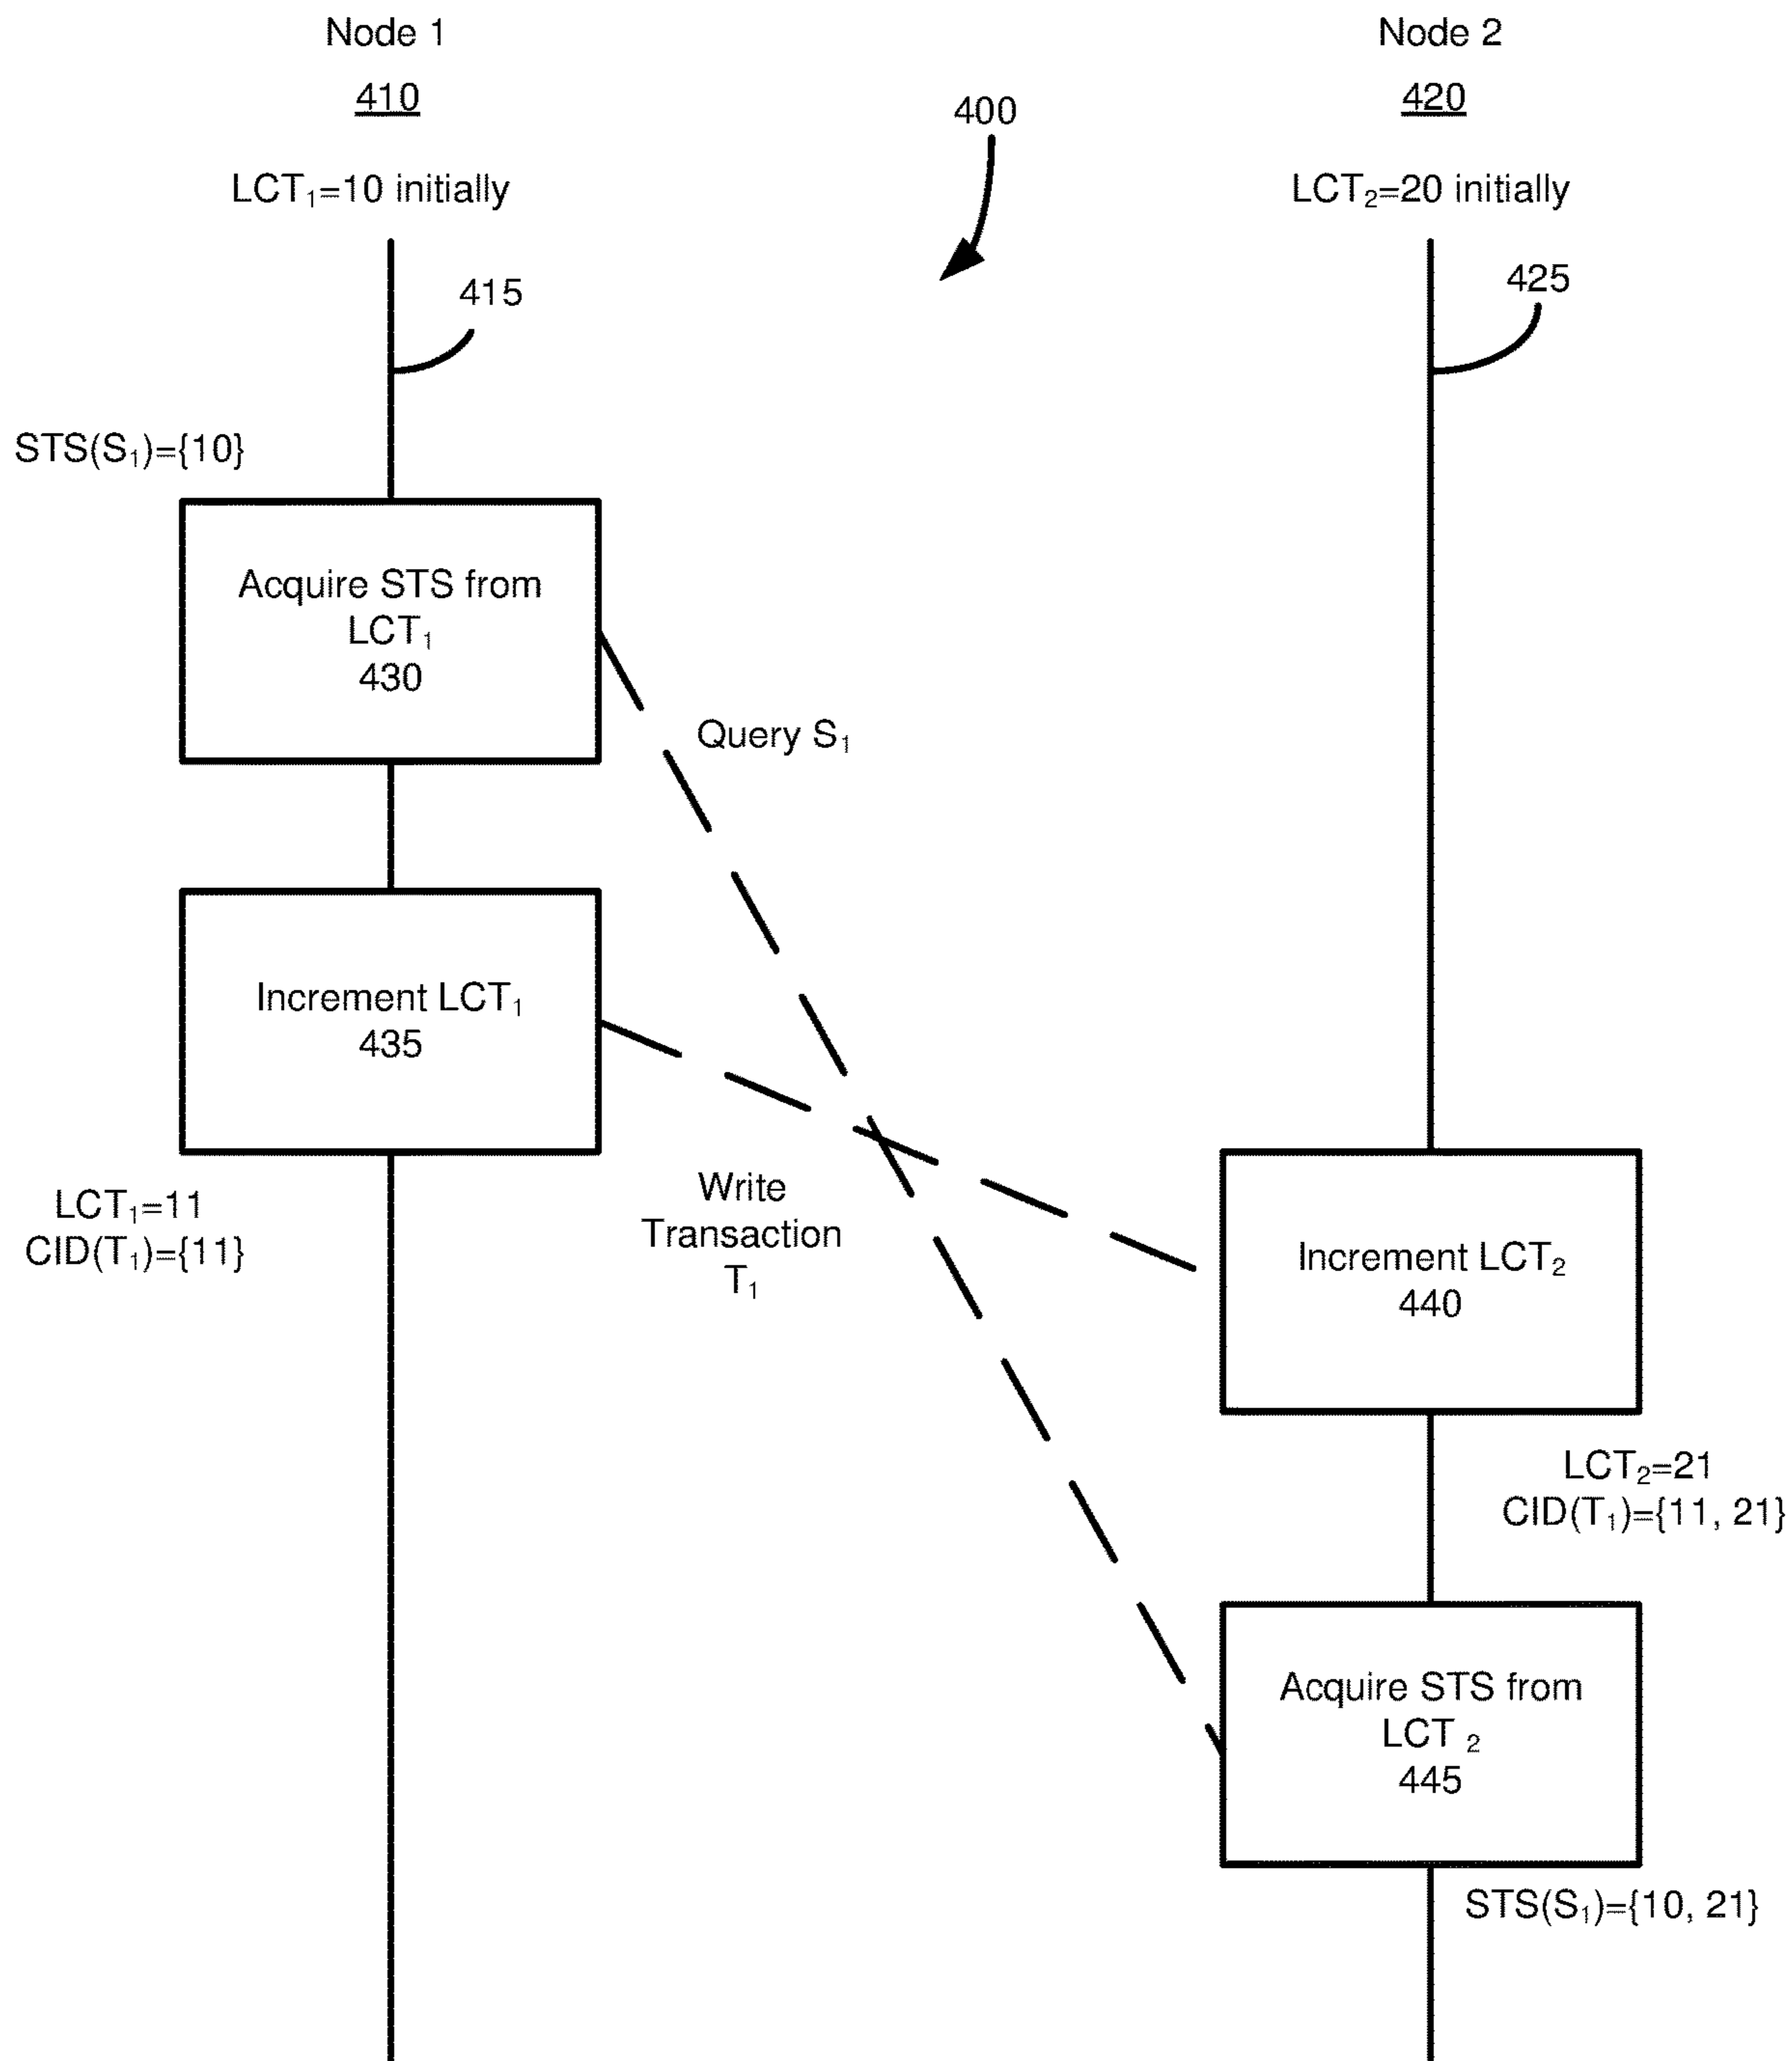 Node 1
410
LCT₁=10 initially
415
STS(S₁)={10}
Acquire STS from
LCT₁
430
Query S₁
Increment LCT₁
435
LCT₁=11
CID(T₁)={11}
Write
Transaction
T₁
400
Node 2
420
LCT₂=20 initially
425
Increment LCT₂
440
LCT₂=21
CID(T₁)={11, 21}
Acquire STS from
LCT ₂
445
STS(S₁)={10, 21}